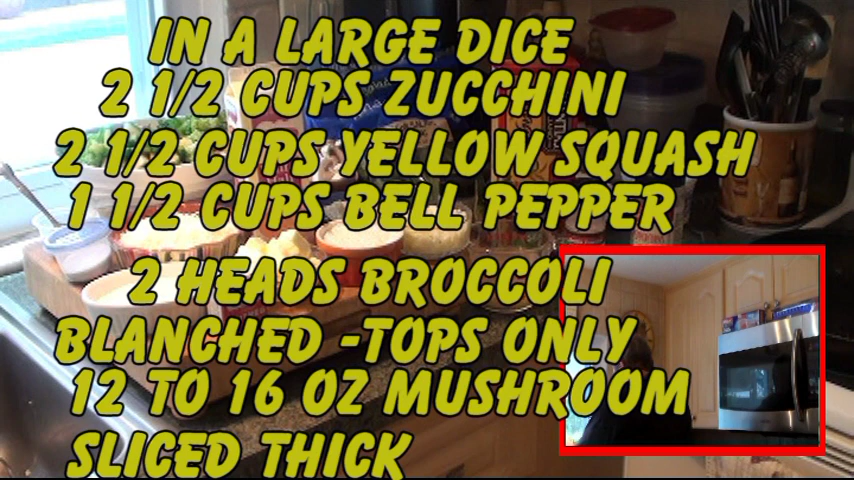 IN A LARGE DICE
2 1/2 CUPS ZUCCHINI
2 1/2 CUPS YELLOW SQUASH
1 1/2 CUPS BELL PEPPER
2 HEADS BROCCOLI
BLANCHED -TOPS ONLY
12 TO 16 OZ MUSHROOM
SLICED THICK